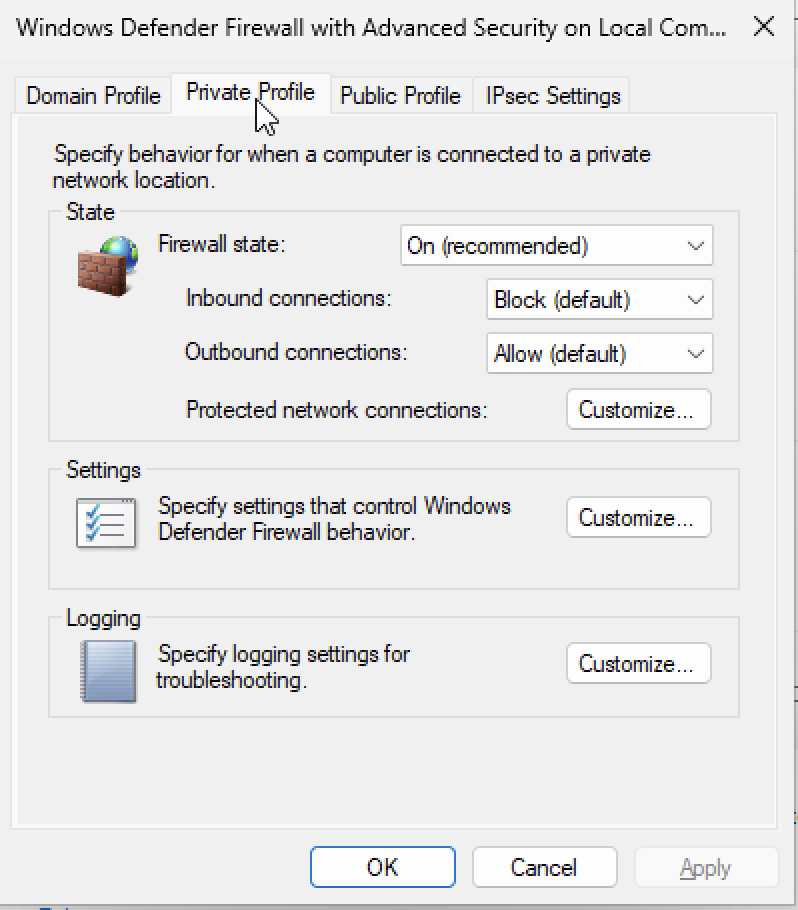 Windows Defender Firewall with Advanced Security on Local Com...
Domain Profile
Private Profile
Public Profile
IPsec Settings
Specify behavior for when a computer is connected to a private
network location.
State
Firewall state:
On (recommended)
Inbound connections:
Block (default)
Outbound connections:
Allow (default)
Protected network connections:
Customize...
Settings
Specify settings that control Windows
Defender Firewall behavior.
Customize...
Logging
Specify logging settings for
troubleshooting.
Customize...
OK
Cancel
Apply